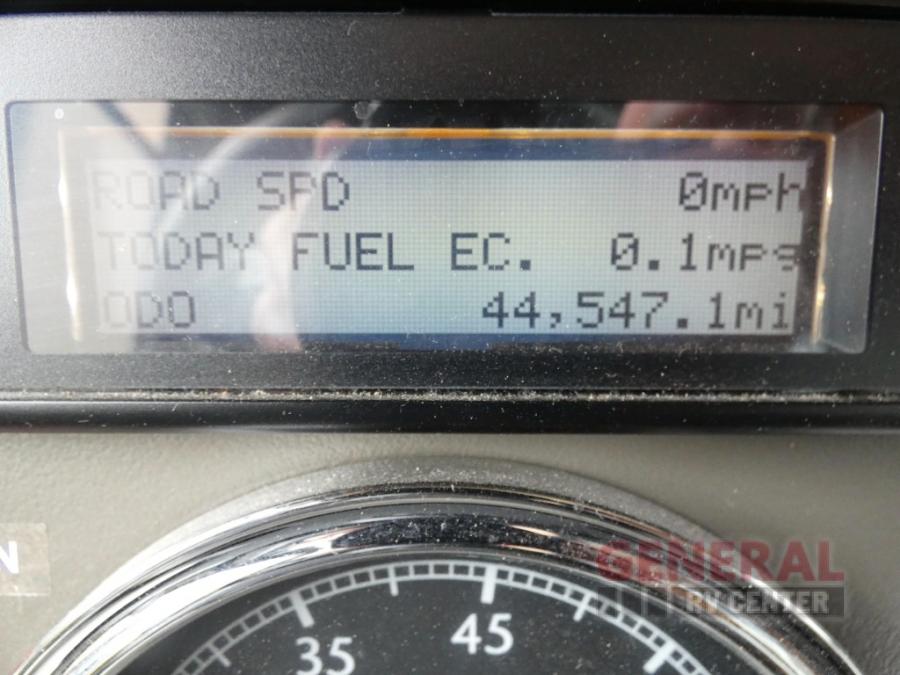 ROAD SPD 0mph
TODAY FUEL EC. 0.1mpg
ODO 44,547.1mi
N
35 45
GENERAL
RV CENTER